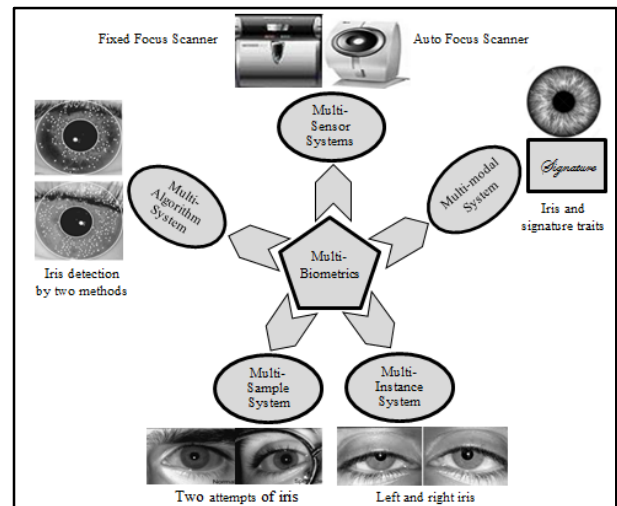 Fixed Focus Scanner
Auto Focus Scanner
Multi-
Sensor
Systems
Multi-
Algorithm
System
Multi-modal
System
Signature
Iris and
signature traits
Iris detection
by two methods
Multi-
Biometrics
Multi-
Sample
System
Multi-
Instance
System
Two attempts of iris
Left and right iris